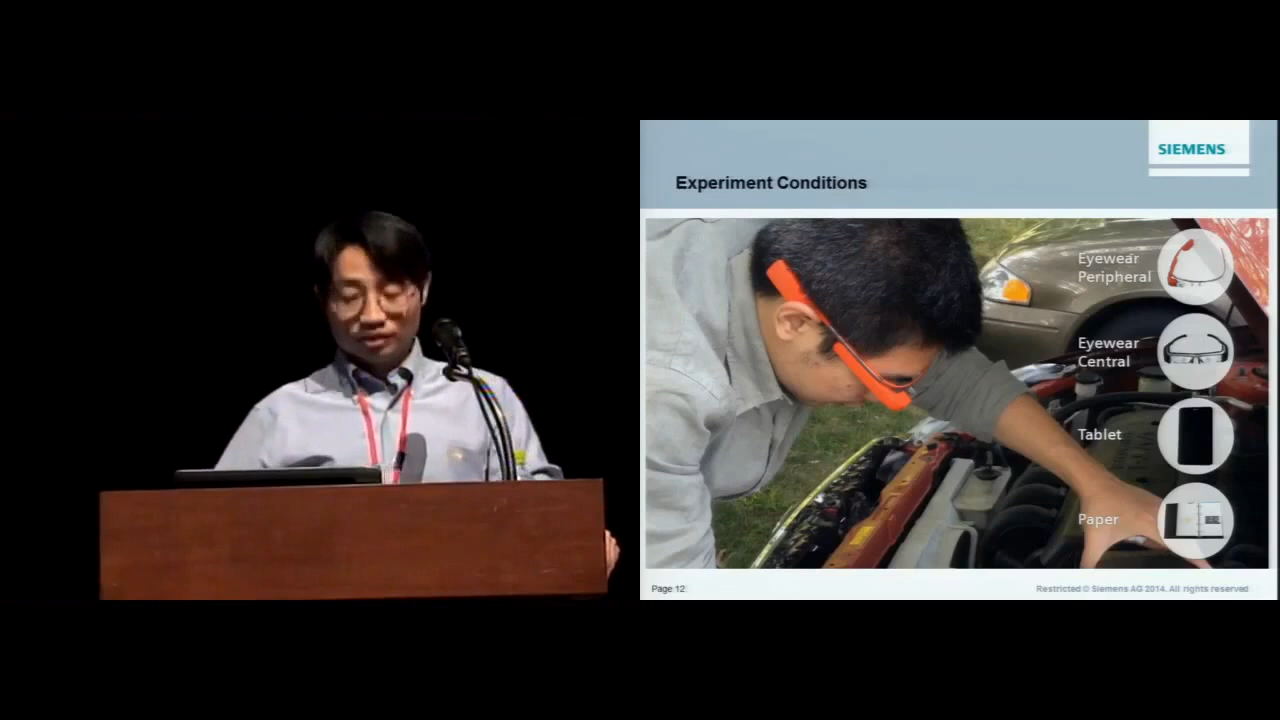 SIEMENS
Experiment Conditions
Eyewear
Peripheral
Eyewear
Central
Tablet
Paper
Page 12
Restricted © Siemens AG 2014. All rights reserved